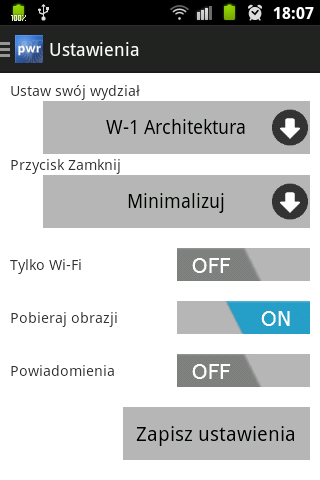 100%
18:07
pwr Ustawienia
Ustaw swój wydział
W-1 Architektura
Przycisk Zamknij
Minimalizuj
Tylko Wi-Fi OFF
Pobieraj obrazji ON
Powiadomienia OFF
Zapisz ustawienia